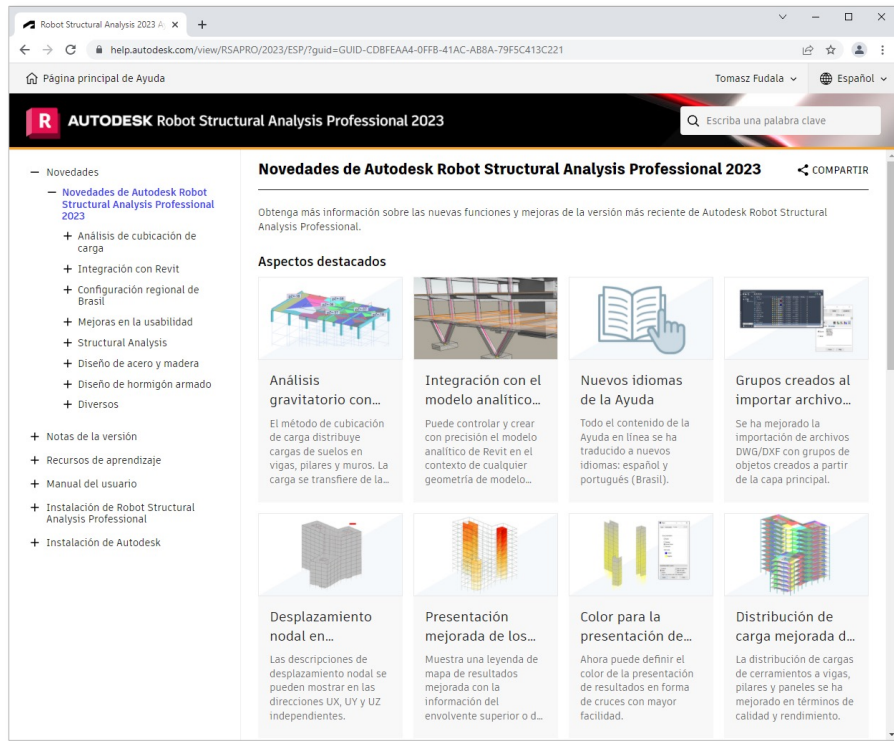 Robot Structural Analysis 2023 A
help.autodesk.com/view/RSAPRO/2023/ESP/?guid=GUID-CDBFEAA4-0FFB-41AC-AB8A-79F5C413C221
Página principal de Ayuda
Tomasz Fudala
Español
R AUTODESK Robot Structural Analysis Professional 2023
Escriba una palabra clave
Novedades
Novedades de Autodesk Robot
Structural Analysis Professional
2023
Análisis de cubicación de
carga
Integración con Revit
Configuración regional de
Brasil
Mejoras en la usabilidad
Structural Analysis
Diseño de acero y madera
Diseño de hormigón armado
Diversos
Notas de la versión
Recursos de aprendizaje
Manual del usuario
Instalación de Robot Structural
Analysis Professional
Instalación de Autodesk
Novedades de Autodesk Robot Structural Analysis Professional 2023
COMPARTIR
Obtenga más información sobre las nuevas funciones y mejoras de la versión más reciente de Autodesk Robot Structural
Analysis Professional.
Aspectos destacados
Análisis
gravitatorio con...
El método de cubicación
de carga distribuye
cargas de suelos en
vigas, pilares y muros. La
carga se transfiere de la...
Integración con el
modelo analítico...
Puede controlar y crear
con precisión el modelo
analítico de Revit en el
contexto de cualquier
geometría de modelo...
Nuevos idiomas
de la Ayuda
Todo el contenido de la
Ayuda en línea se ha
traducido a nuevos
idiomas: español y
portugués (Brasil).
Grupos creados al
importar archivo...
Se ha mejorado la
importación de archivos
DWG/DXF con grupos de
objetos creados a partir
de la capa principal.
Desplazamiento
nodal en...
Las descripciones de
desplazamiento nodal se
pueden mostrar en las
direcciones UX, UY y UZ
independientes.
Presentación
mejorada de los...
Muestra una leyenda de
mapa de resultados
mejorada con la
información del
envolvente superior o d...
Color para la
presentación de...
Ahora puede definir el
color de la presentación
de resultados en forma
de cruces con mayor
facilidad.
Distribución de
carga mejorada d...
La distribución de cargas
de cerramientos a vigas,
pilares y paneles se ha
mejorado en términos de
calidad y rendimiento.